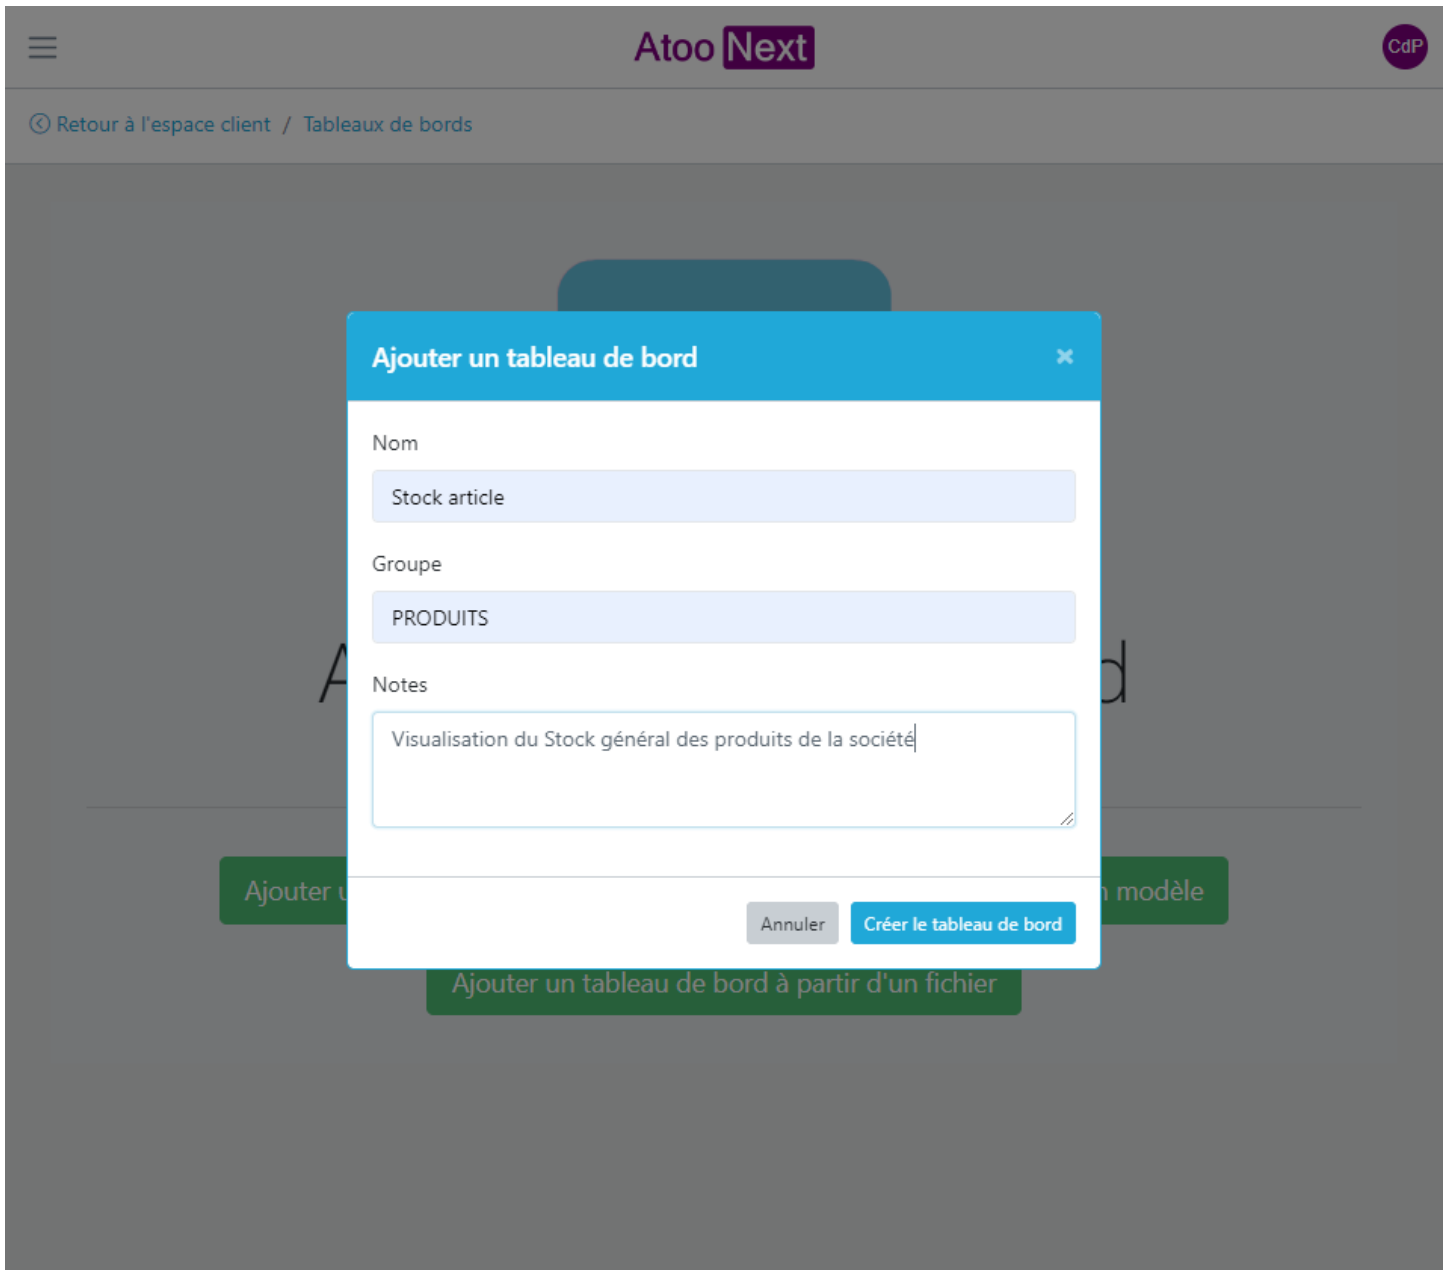 Atoo Next
CdP
Retour à l'espace client / Tableaux de bords
Ajouter un tableau de bord
Nom
Stock article
Groupe
PRODUITS
Notes
Visualisation du Stock général des produits de la société
Ajouter
modèle
Annuler
Créer le tableau de bord
Ajouter un tableau de bord à partir d'un fichier